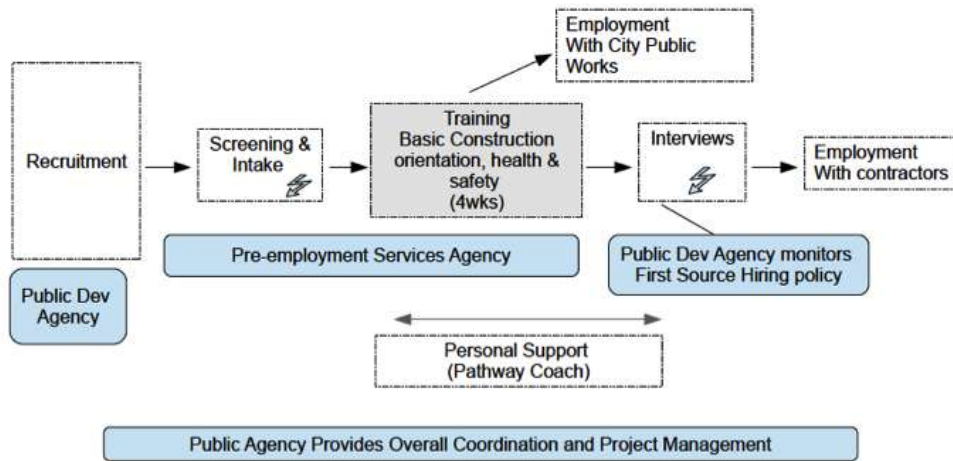 Employment
With City Public
Works
Recruitment
Screening &
Intake
Training
Basic Construction
orientation, health &
safety
(4wks)
Interviews
Employment
With contractors
Pre-employment Services Agency
Public Dev Agency monitors
First Source Hiring policy
Public Dev
Agency
Personal Support
(Pathway Coach)
Public Agency Provides Overall Coordination and Project Management